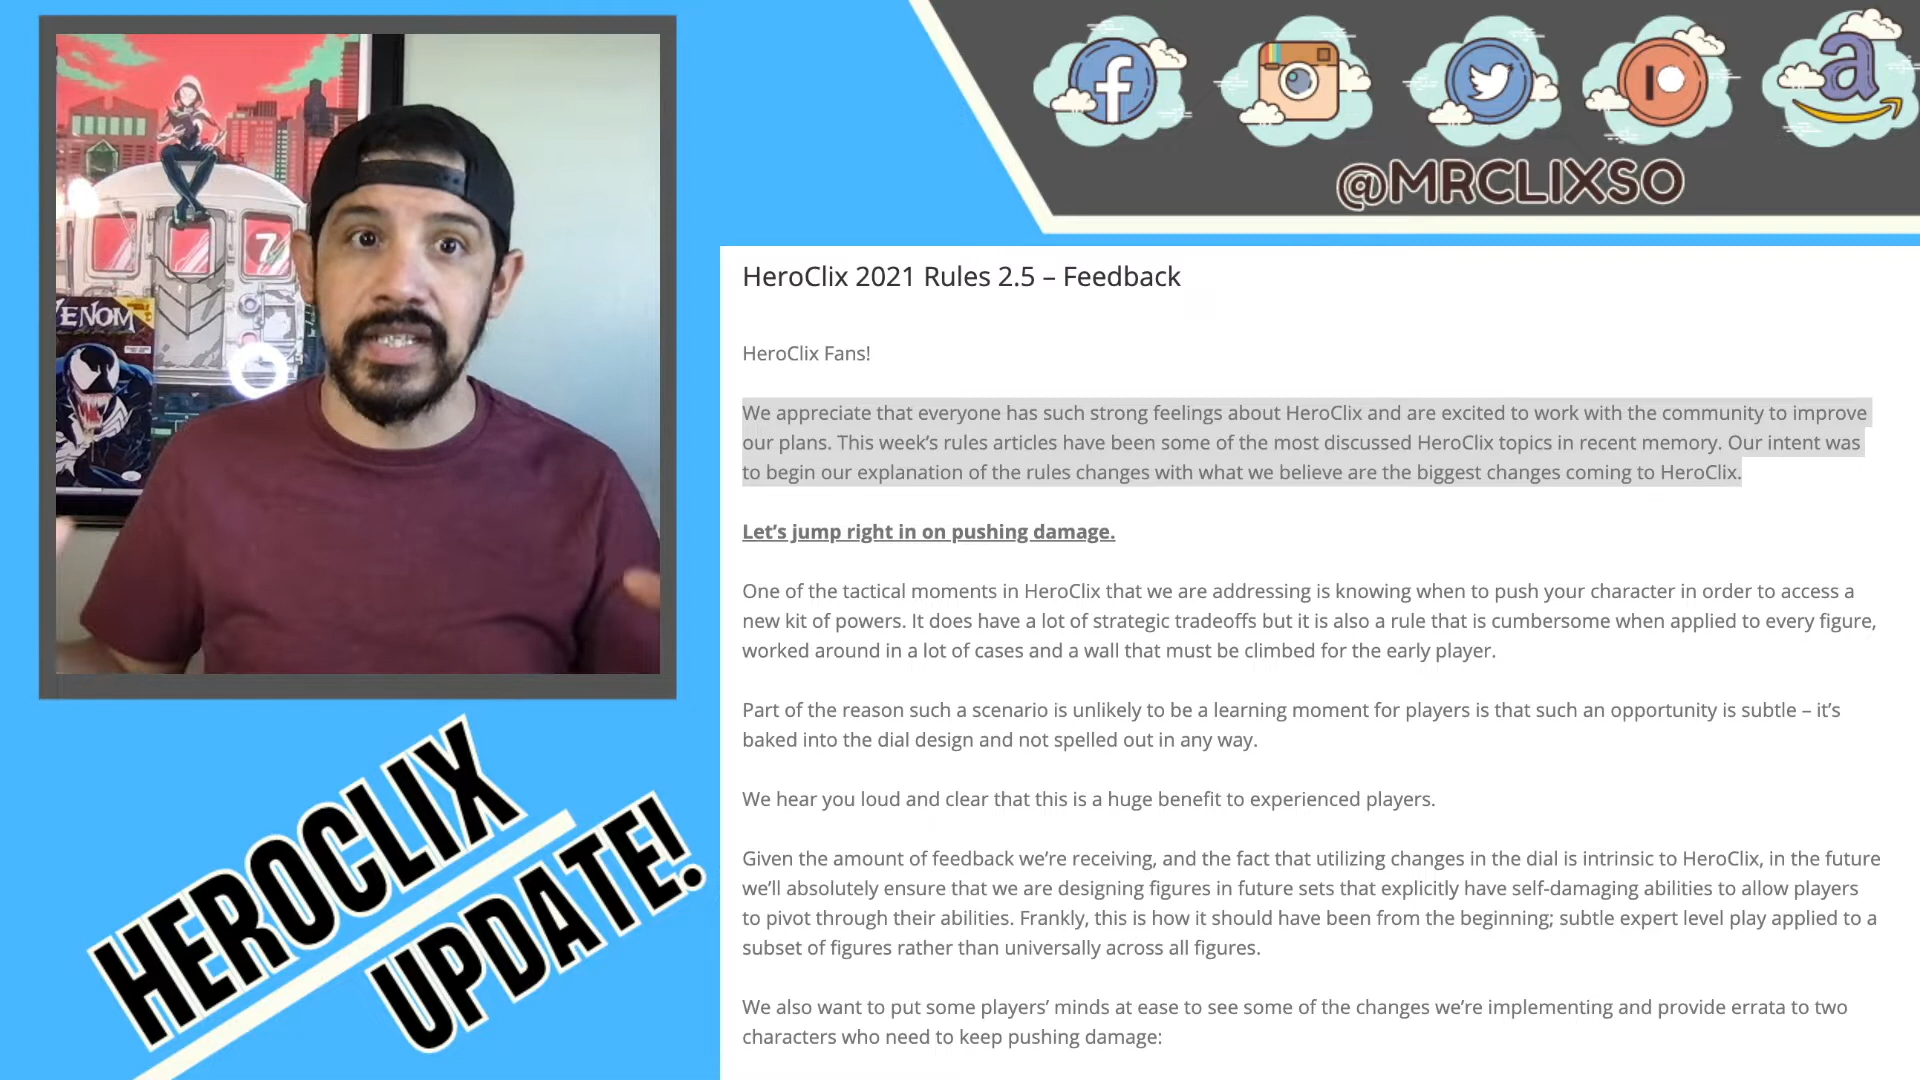 7
VENOM
@MRCLIXSO
HeroClix 2021 Rules 2.5 – Feedback
HeroClix Fans!
We appreciate that everyone has such strong feelings about HeroClix and are excited to work with the community to improve
our plans. This week's rules articles have been some of the most discussed HeroClix topics in recent memory. Our intent was
to begin our explanation of the rules changes with what we believe are the biggest changes coming to HeroClix.
Let's jump right in on pushing damage.
One of the tactical moments in HeroClix that we are addressing is knowing when to push your character in order to access a
new kit of powers. It does have a lot of strategic tradeoffs but it is also a rule that is cumbersome when applied to every figure,
worked around in a lot of cases and a wall that must be climbed for the early player.
Part of the reason such a scenario is unlikely to be a learning moment for players is that such an opportunity is subtle – it's
baked into the dial design and not spelled out in any way.
We hear you loud and clear that this is a huge benefit to experienced players.
Given the amount of feedback we're receiving, and the fact that utilizing changes in the dial is intrinsic to HeroClix, in the future
we'll absolutely ensure that we are designing figures in future sets that explicitly have self-damaging abilities to allow players
to pivot through their abilities. Frankly, this is how it should have been from the beginning; subtle expert level play applied to a
subset of figures rather than universally across all figures.
We also want to put some players' minds at ease to see some of the changes we're implementing and provide errata to two
characters who need to keep pushing damage:
HEROCLIX
UPDATE!